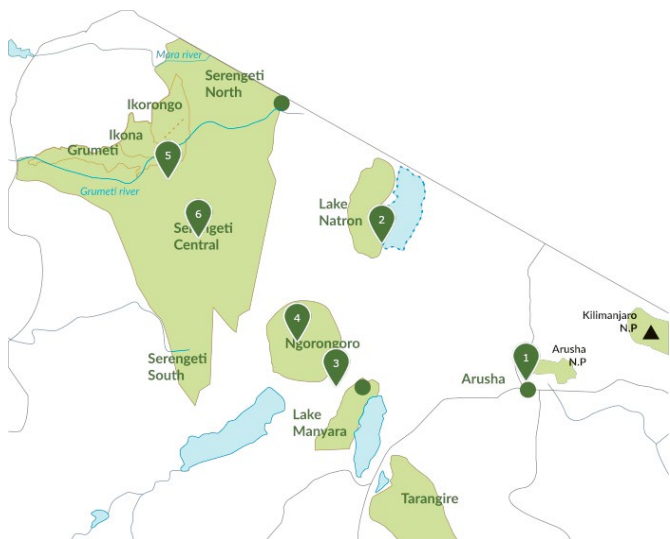 Mara river
Serengeti
North
Ikorongo
Ikona
Grumeti
5
Grumeti river
6
Serengeti
Central
Lake
Natron
2
Kilimanjaro
N.P
4
Ngorongoro
3
1
Arusha
N.P
Arusha
Serengeti
South
Lake
Manyara
Tarangire